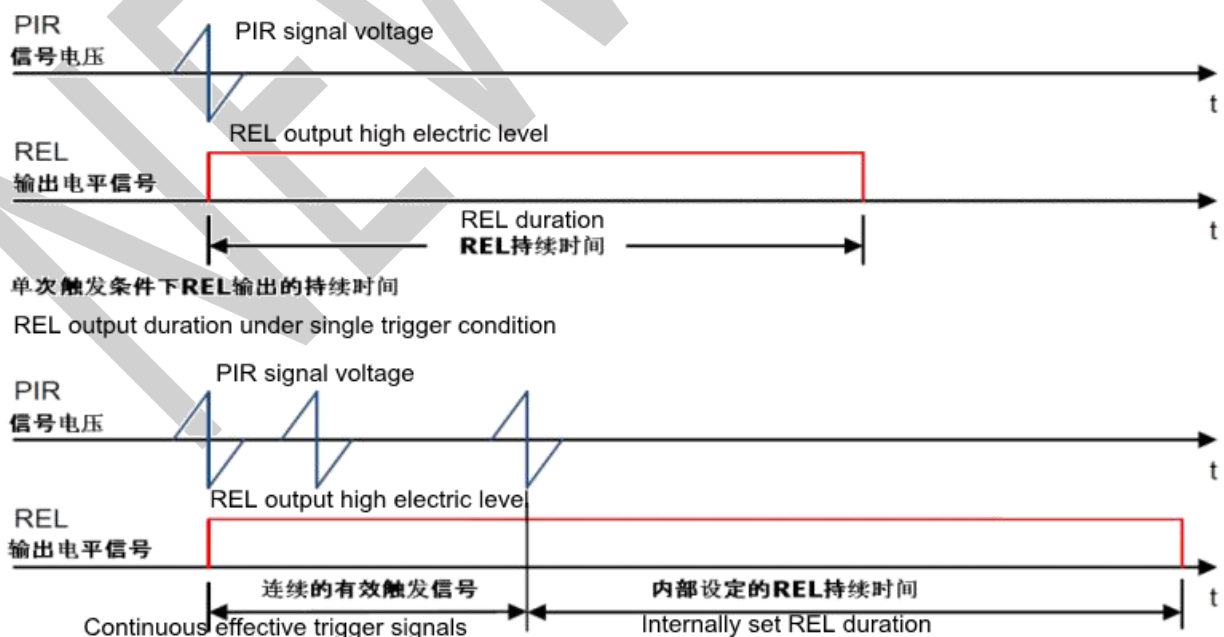 PIR
PIR signal voltage
信号电压
t
REL output high electric level
REL
输出电平信号
t
REL duration
REL持续时间
单次触发条件下REL输出的持续时间
REL output duration under single trigger condition
PIR signal voltage
PIR
信号电压
t
REL output high electric level
REL
输出电平信号
t
连续的有效触发信号
内部设定的REL持续时间
Continuous effective trigger signals
Internally set REL duration